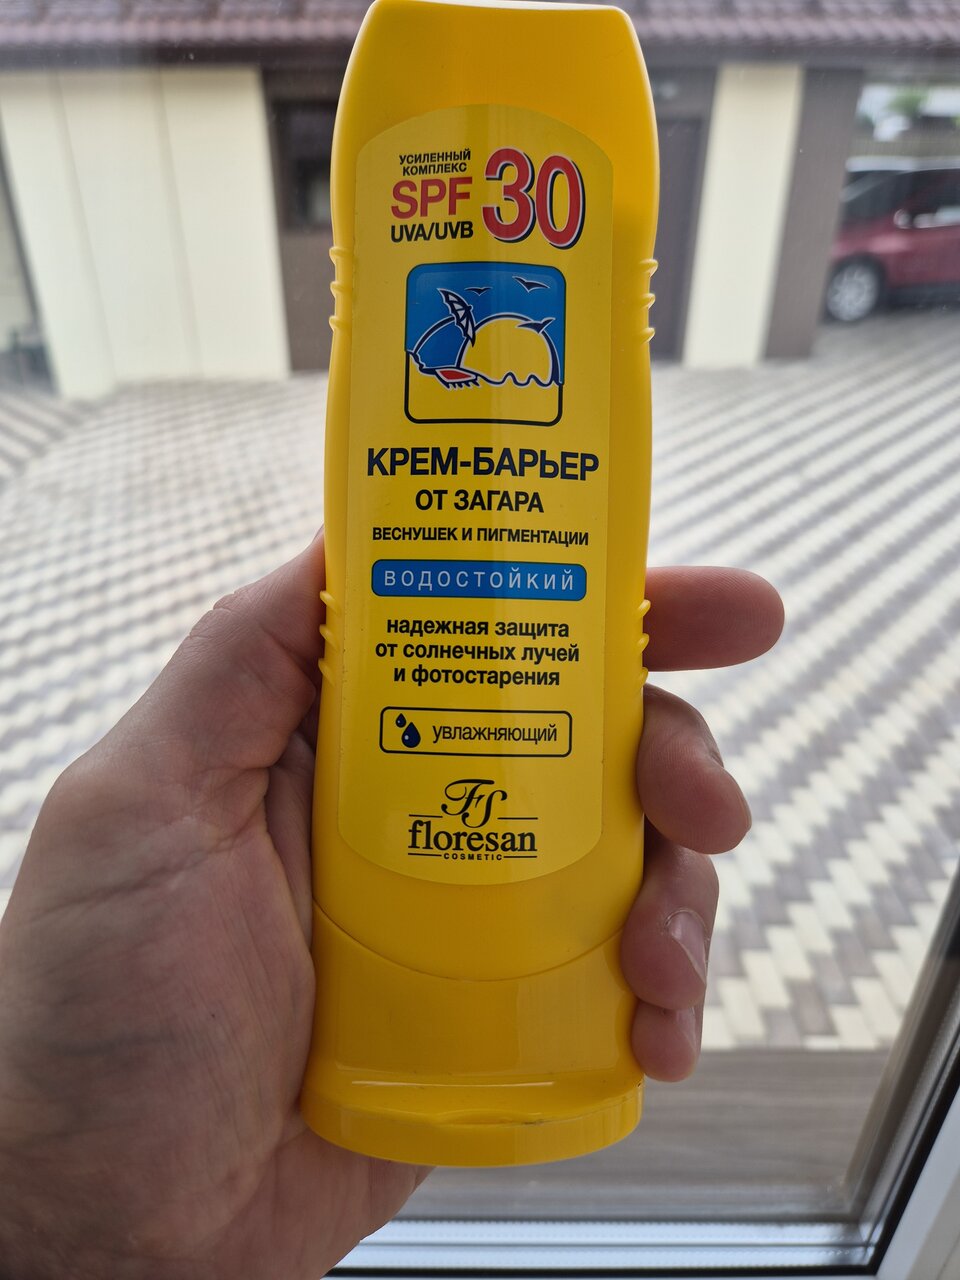 УСИЛЕННЫЙ
КОМПЛЕКС
SPF 30
UVA/UVB
КРЕМ-БАРЬЕР
ОТ ЗАГАРА
ВЕСНУШЕК И ПИГМЕНТАЦИИ
ВОДОСТОЙКИЙ
надежная защита
от солнечных лучей
и фотостарения
увлажняющий
FS
floresan
COSMETIC